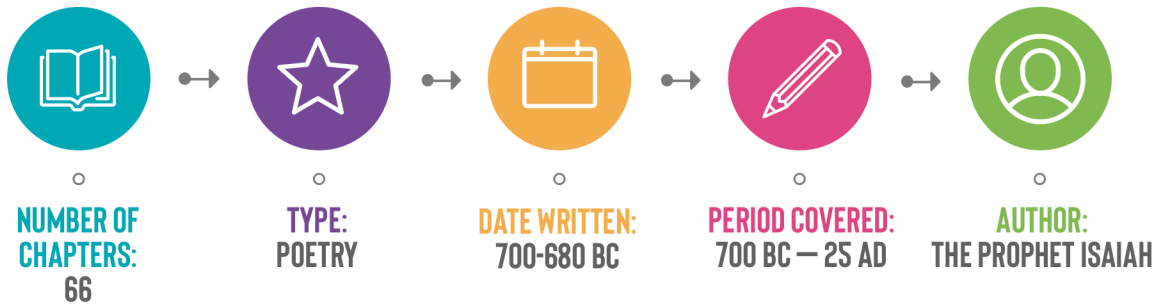 NUMBER OF
CHAPTERS:
66
TYPE:
POETRY
DATE WRITTEN:
700-680 BC
PERIOD COVERED:
700 BC — 25 AD
AUTHOR:
THE PROPHET ISAIAH